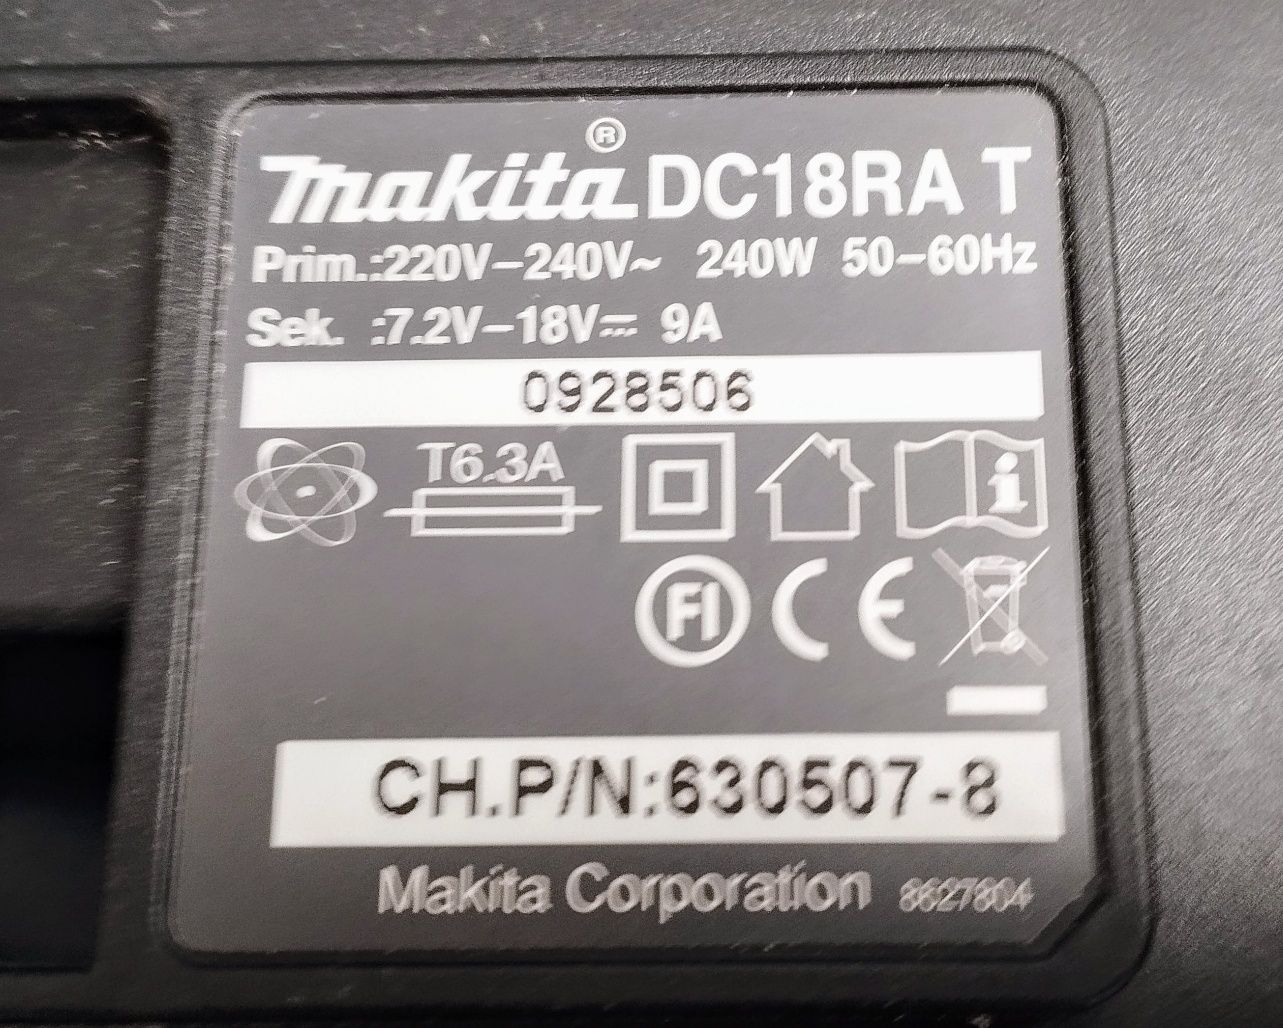 makita® DC18RA T
Prim.:220V–240V~ 240W 50–60Hz
Sek. :7.2V–18V⎓ 9A
0928506
T6.3A
i
FI CE
CH.P/N:630507-8
Makita Corporation 8627804